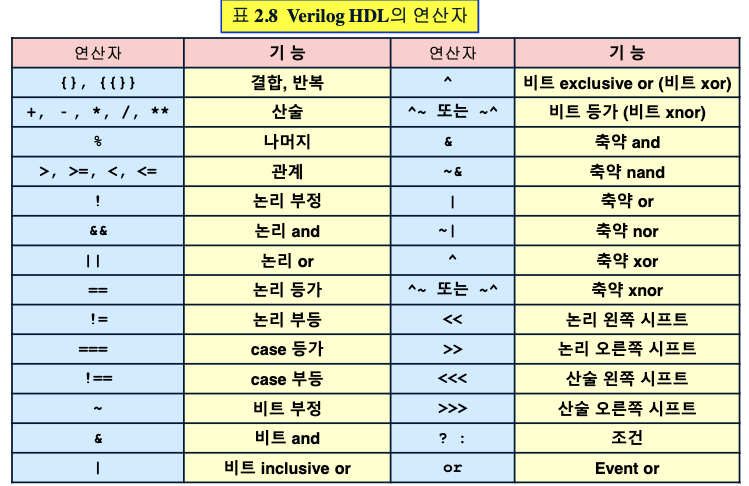 표 2.8 Verilog HDL의 연산자
연산자 기 능 연산자 기 능
{}, {{}} 결합, 반복 ^ 비트 exclusive or (비트 xor)
+, -, *, /, ** 산술 ^~ 또는 ~^ 비트 등가 (비트 xnor)
% 나머지 & 축약 and
>, >=, <, <= 관계 ~& 축약 nand
! 논리 부정 | 축약 or
&& 논리 and ~| 축약 nor
|| 논리 or ^ 축약 xor
== 논리 등가 ^~ 또는 ~^ 축약 xnor
!= 논리 부등 << 논리 왼쪽 시프트
=== case 등가 >> 논리 오른쪽 시프트
!== case 부등 <<< 산술 왼쪽 시프트
~ 비트 부정 >>> 산술 오른쪽 시프트
& 비트 and ? : 조건
| 비트 inclusive or or Event or